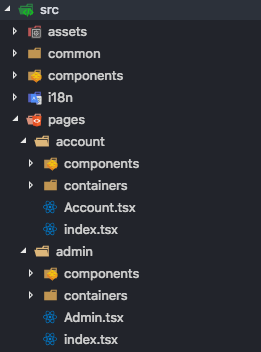 src
assets
common
components
i18n
pages
account
components
containers
Account.tsx
index.tsx
admin
components
containers
Admin.tsx
index.tsx